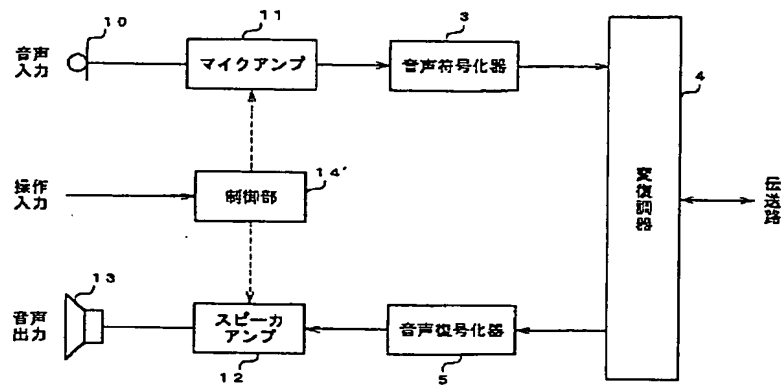 10
11
3
音声
入力
マイクアンプ
音声符号化器
4
操作
入力
制御部
14'
変復調器
伝送路
13
音声
出力
スピーカ
アンプ
音声復号化器
12
5